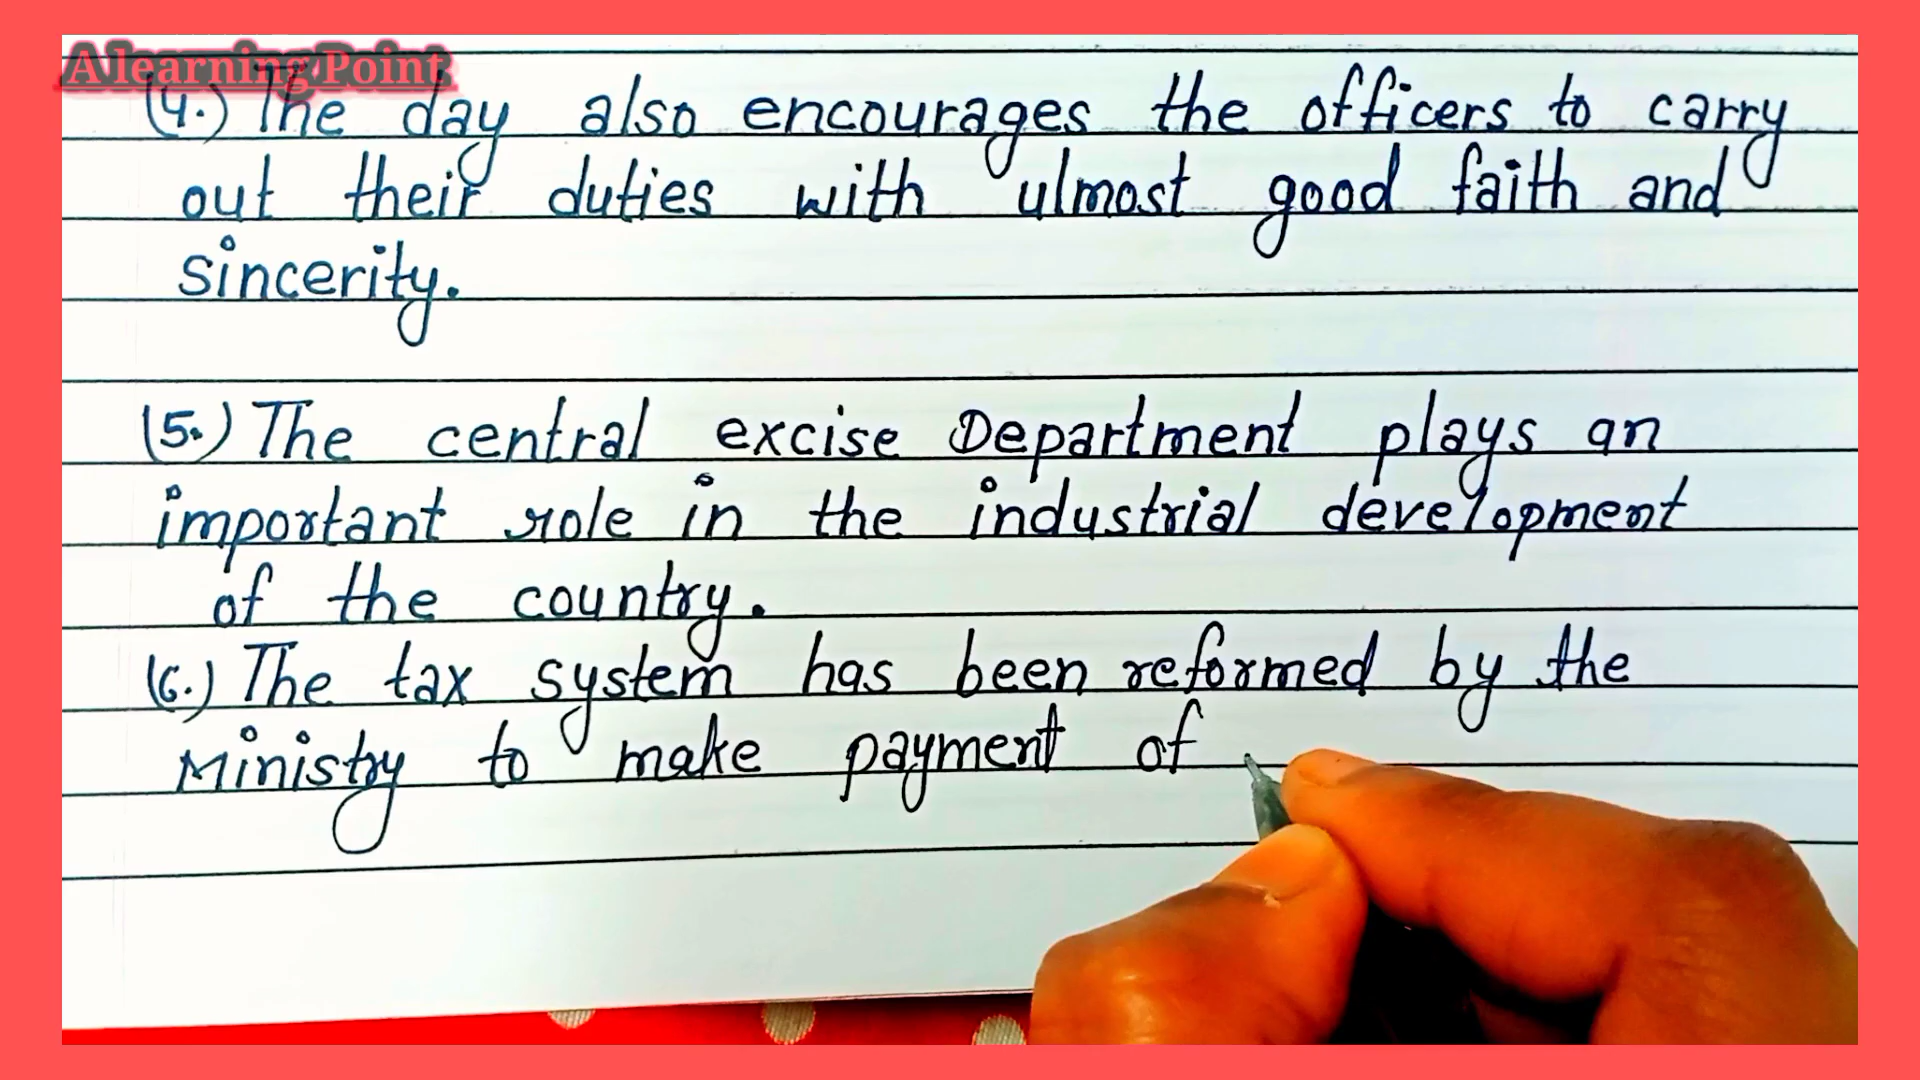 A learning Point
(4.) The day also encourages the officers to carry
out their duties with ulmost good faith and
sincerity.
(5.) The central excise Department plays an
important role in the industrial development
of the country.
(6.) The tax system has been reformed by the
Ministry to make payment of